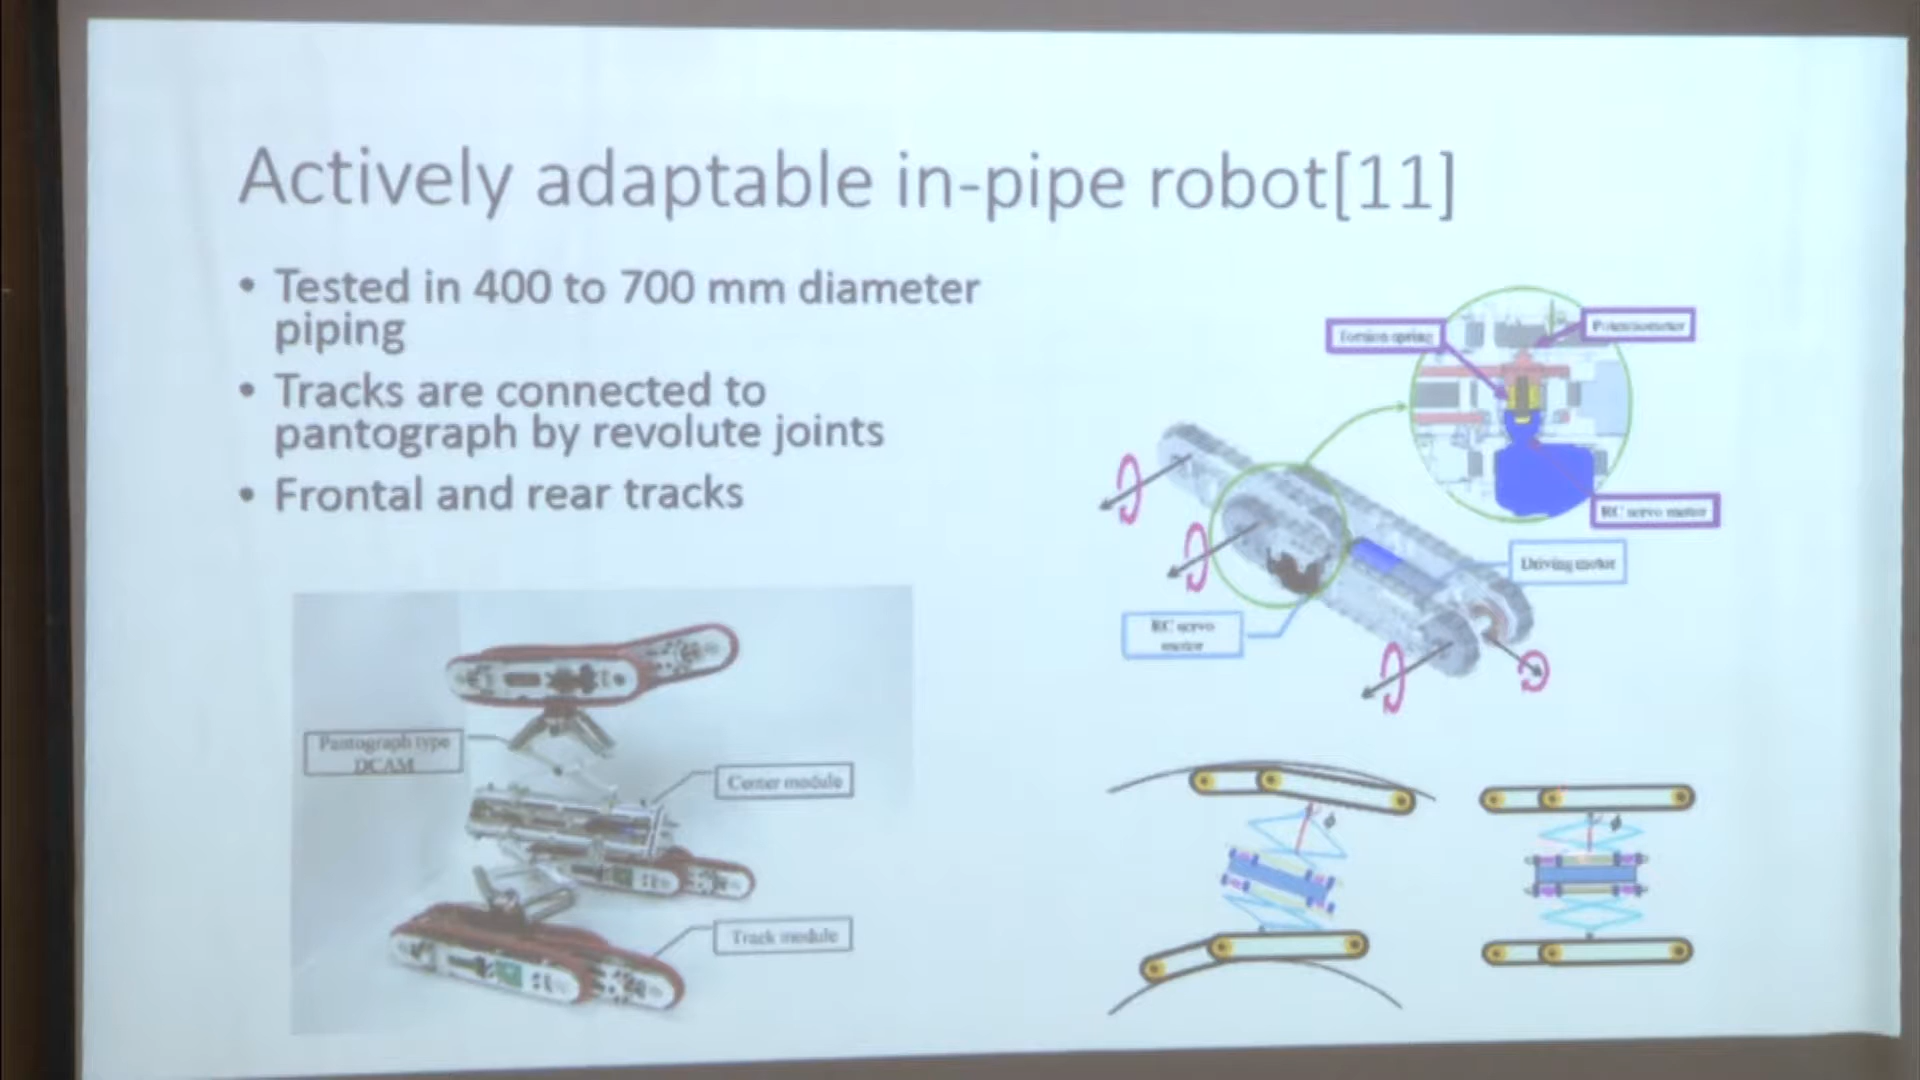 Actively adaptable in-pipe robot[11]
• Tested in 400 to 700 mm diameter
piping
• Tracks are connected to
pantograph by revolute joints
• Frontal and rear tracks
Torsion spring
Potentiometer
RC servo motor
Driving motor
RC servo
motor
Pantograph type
DCAM
Center module
Track module
ϕ
ϕ